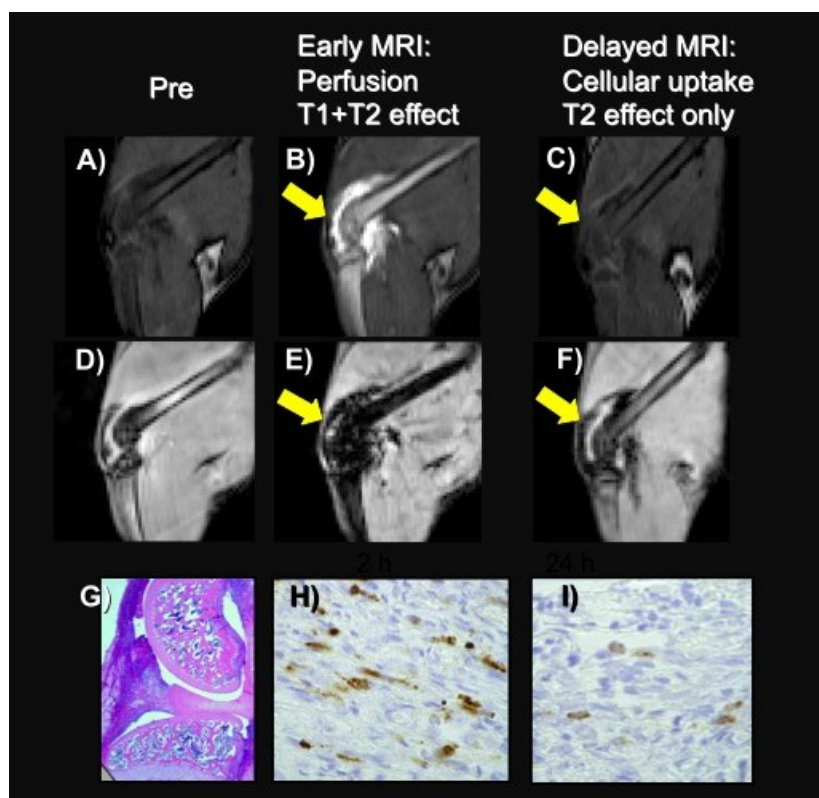 Pre
Early MRI:
Perfusion
T1+T2 effect
Delayed MRI:
Cellular uptake
T2 effect only
A)
B)
C)
D)
E)
F)
2 h
24 h
G)
H)
I)